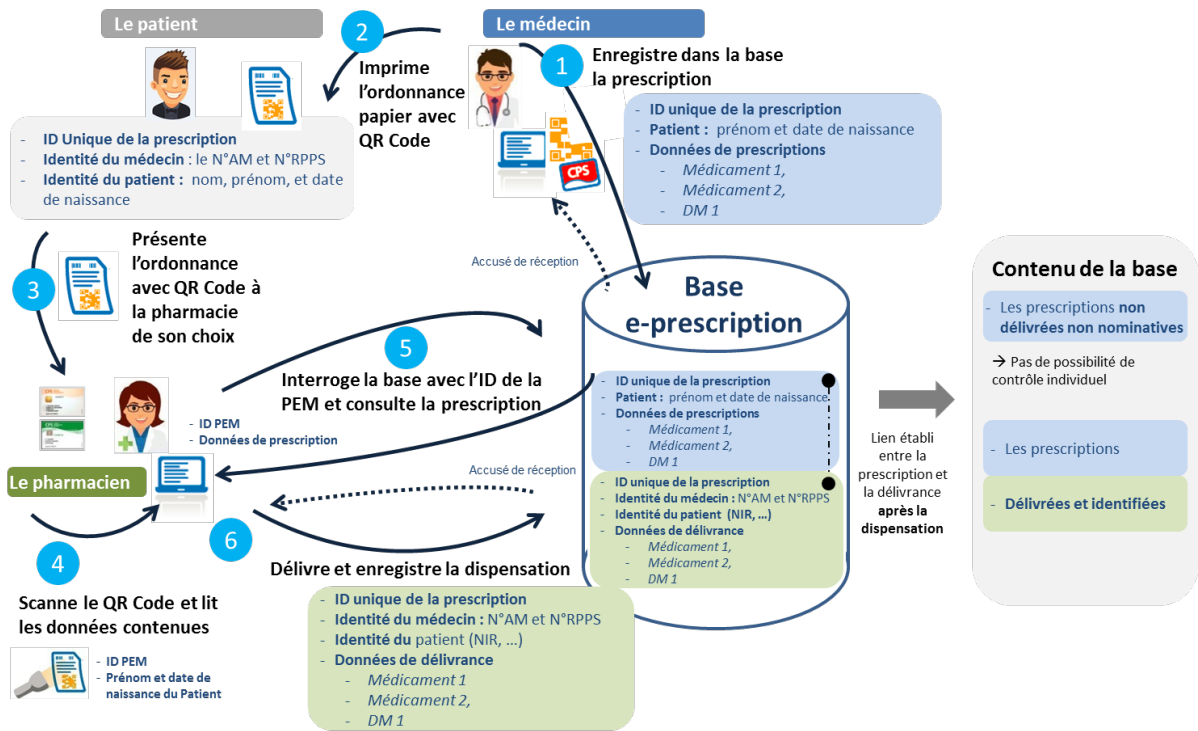 Le patient
Le médecin
2
1
Enregistre dans la base
la prescription
Imprime
l'ordonnance
papier avec
QR Code
CPS
- ID unique de la prescription
- Patient : prénom et date de naissance
- Données de prescriptions
- Médicament 1,
- Médicament 2,
- DM 1
- ID Unique de la prescription
- Identité du médecin : le N°AM et N°RPPS
- Identité du patient : nom, prénom, et date
de naissance
3
Présente
l'ordonnance
avec QR Code à
la pharmacie
de son choix
Accusé de réception
Base
e-prescription
5
Interroge la base avec l'ID de la
PEM et consulte la prescription
- ID PEM
- Données de prescription
- ID unique de la prescription
- Patient : prénom et date de naissance
- Données de prescriptions
- Médicament 1,
- Médicament 2,
- DM 1
- ID unique de la prescription
- Identité du médecin : N°AM et N°RPPS
- Identité du patient (NIR, ...)
- Données de délivrance
- Médicament 1,
- Médicament 2,
- DM 1
Lien établi
entre la
prescription et
la délivrance
après la
dispensation
Contenu de la base
- Les prescriptions non
délivrées non nominatives
→ Pas de possibilité de
contrôle individuel
- Les prescriptions
- Délivrées et identifiées
Le pharmacien
Accusé de réception
4
6
Scanne le QR Code et lit
les données contenues
- ID PEM
- Prénom et date de
naissance du Patient
Délivre et enregistre la dispensation
- ID unique de la prescription
- Identité du médecin : N°AM et N°RPPS
- Identité du patient (NIR, ...)
- Données de délivrance
- Médicament 1
- Médicament 2,
- DM 1